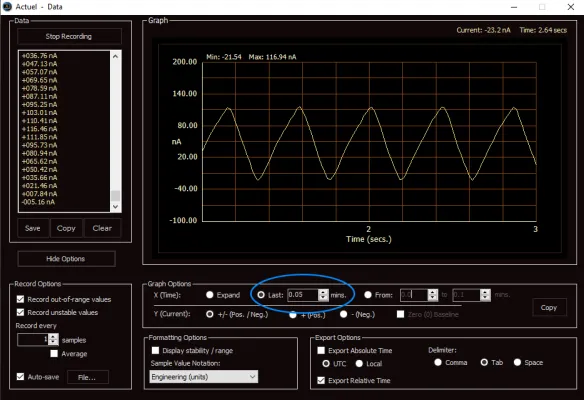 Actuel - Data
Data
Stop Recording
+036.76 nA
+047.13 nA
+057.07 nA
+069.65 nA
+078.59 nA
+087.11 nA
+095.25 nA
+103.01 nA
+110.41 nA
+116.46 nA
+111.85 nA
+095.73 nA
+080.94 nA
+065.62 nA
+050.42 nA
+035.66 nA
+021.46 nA
+007.84 nA
-005.16 nA
Save Copy Clear
Hide Options
Graph
Current: -23.2 nA Time: 2.64 secs
Min: -21.54 Max: 116.94 nA
200.00
140.00
80.00
nA
20.00
-40.00
-100.00
2 3
Time (secs.)
Record Options
Record out-of-range values
Record unstable values
Record every
1 samples
Average
Auto-save File...
Graph Options
X (Time): Expand Last: 0.05 mins. From: 0.0 to 0.1 mins.
Y (Current): +/- (Pos. / Neg.) + (Pos.) - (Neg.) Zero (0) Baseline
Copy
Formatting Options
Display stability / range
Sample Value Notation:
Engineering (units)
Export Options
Export Absolute Time
UTC Local
Export Relative Time
Delimiter:
Comma Tab Space